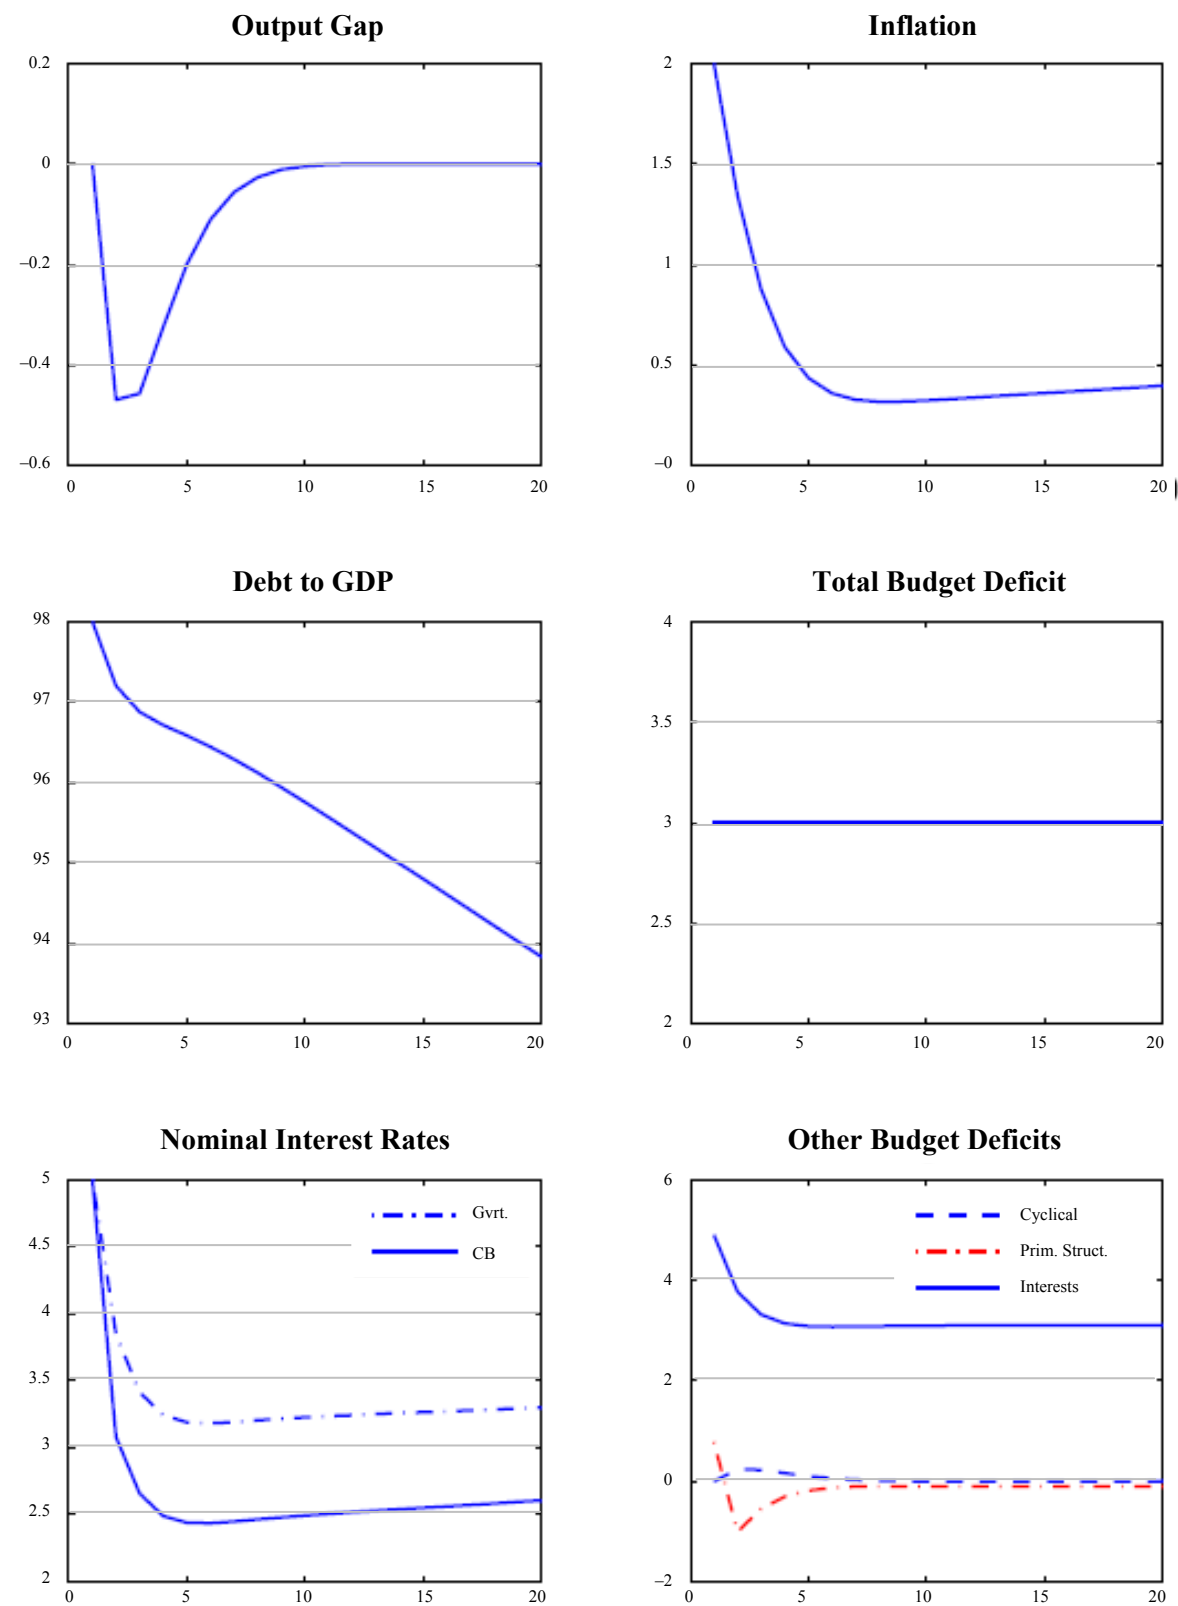 Output Gap
0.2
0
–0.2
–0.4
–0.6
0 5 10 15 20
Inflation
2
1.5
1
0.5
–0
0 5 10 15 20 )
Debt to GDP
98
97
96
95
94
93
0 5 10 15 20
Total Budget Deficit
4
3.5
3
2.5
2
0 5 10 15 20
Nominal Interest Rates
5
4.5
4
3.5
3
2.5
2
Gvrt.
CB
0 5 10 15 20
Other Budget Deficits
6
4
2
0
–2
Cyclical
Prim. Struct.
Interests
0 5 10 15 20